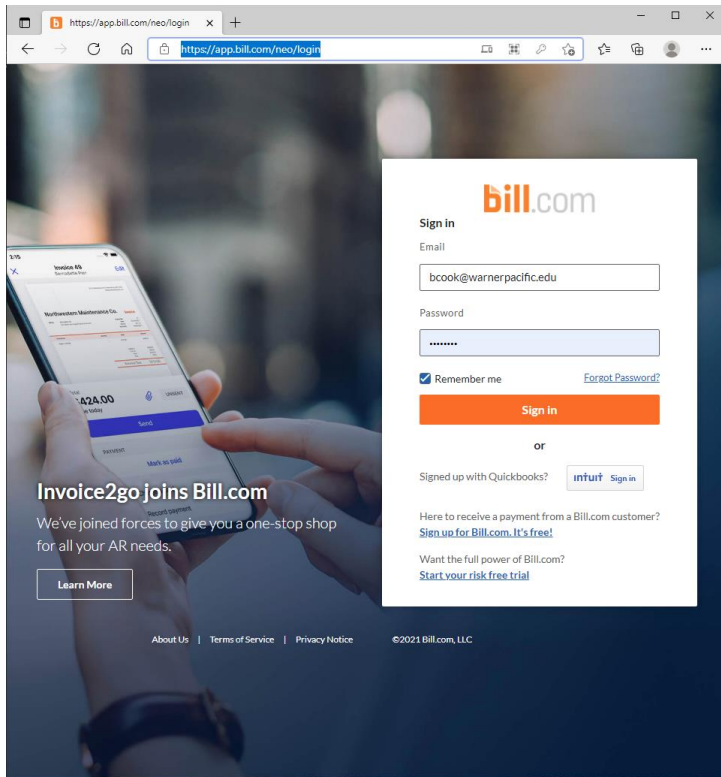 https://app.bill.com/neo/login
https://app.bill.com/neo/login
bill.com
Sign in
Email
bcook@warnerpacific.edu
Password
••••••••
Remember me
Forgot Password?
Sign in
or
Signed up with Quickbooks?
intuit Sign in
Here to receive a payment from a Bill.com customer?
Sign up for Bill.com. It's free!
Want the full power of Bill.com?
Start your risk free trial
2:15
Invoice 49
Edit
Northwestern Maintenance Co.
424.00
today
Send
PAYMENT
Mark as paid
Record payment
Invoice2go joins Bill.com
We've joined forces to give you a one-stop shop
for all your AR needs.
Learn More
About Us | Terms of Service | Privacy Notice
©2021 Bill.com, LLC